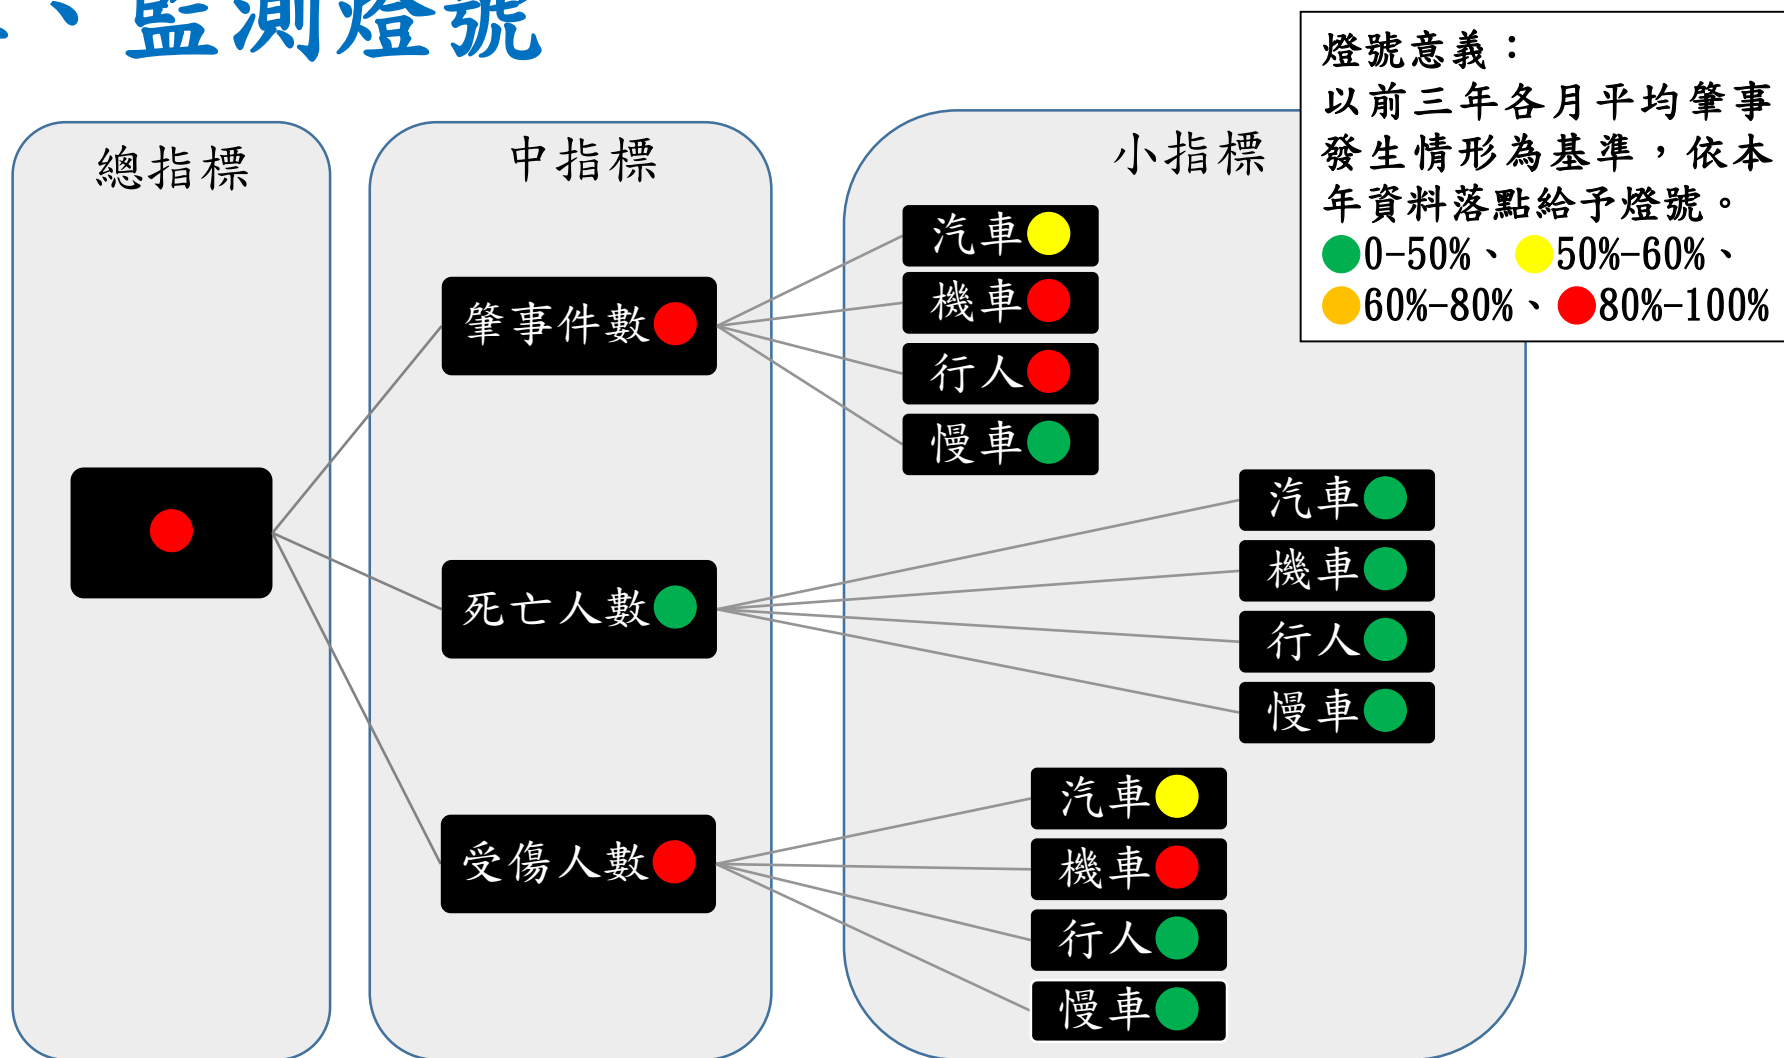 、監測燈號
燈號意義：
以前三年各月平均肇事
發生情形為基準，依本
年資料落點給予燈號。
0-50%、50%-60%、
60%-80%、80%-100%
總指標
中指標
小指標
肇事件數
汽車
機車
行人
慢車
死亡人數
汽車
機車
行人
慢車
受傷人數
汽車
機車
行人
慢車